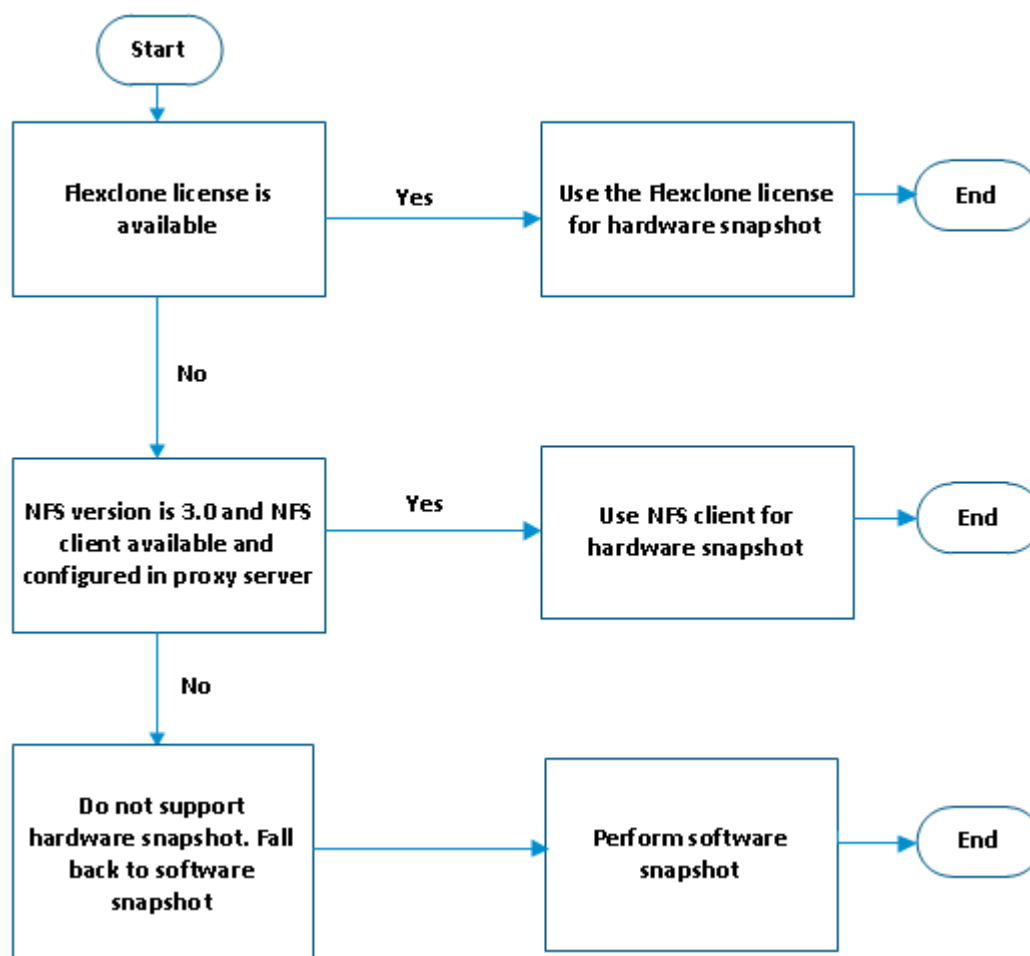 Start
Flexclone license is
available
Yes
Use the Flexclone license
for hardware snapshot
End
No
NFS version is 3.0 and NFS
client available and
configured in proxy server
Yes
Use NFS client for
hardware snapshot
End
No
Do not support
hardware snapshot. Fall
back to software
snapshot
Perform software
snapshot
End